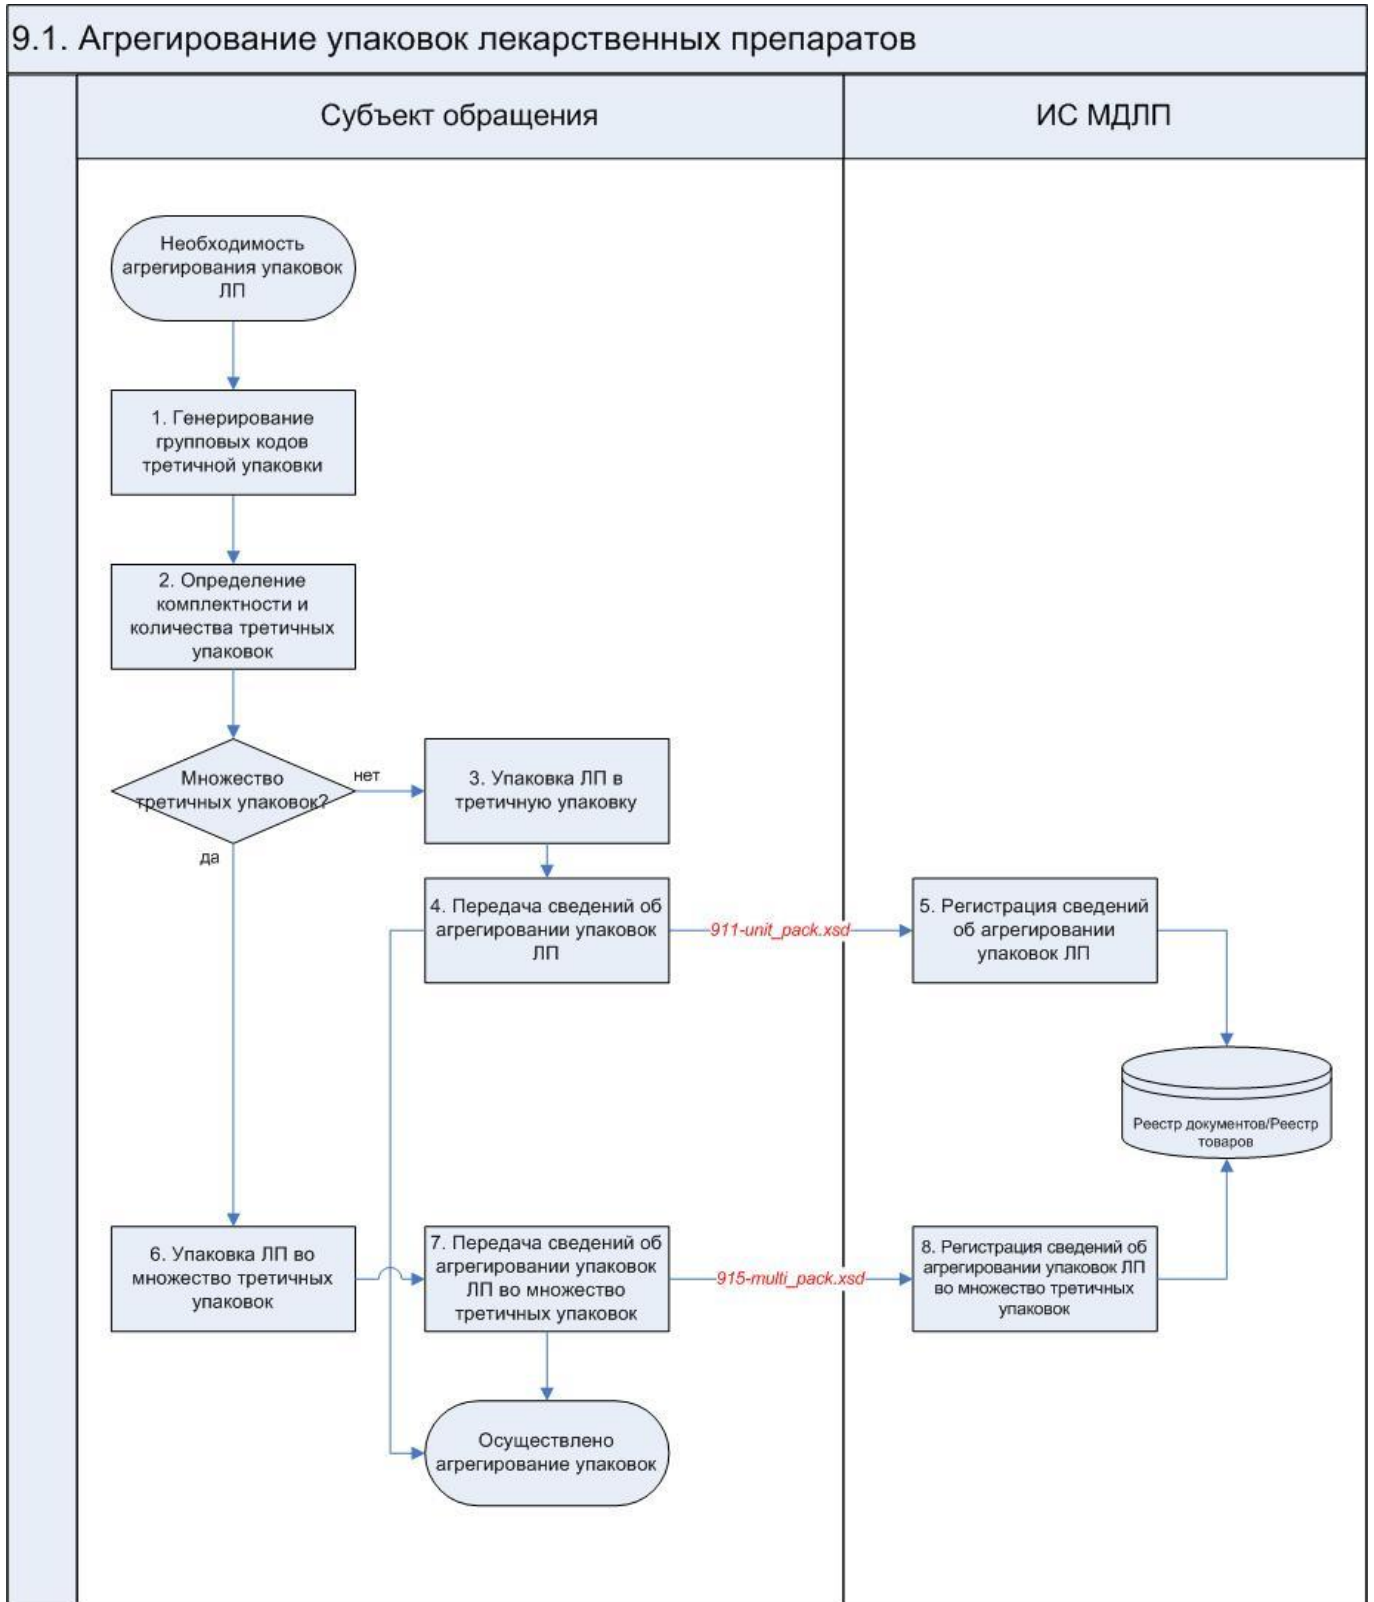 9.1. Агрегирование упаковок лекарственных препаратов
Субъект обращения
ИС МДЛП
Необходимость
агрегирования упаковок
ЛП
1. Генерирование
групповых кодов
третичной упаковки
2. Определение
комплектности и
количества третичных
упаковок
Множество
третичных упаковок?
нет
да
3. Упаковка ЛП в
третичную упаковку
4. Передача сведений об
агрегировании упаковок
ЛП
911-unit_pack.xsd
5. Регистрация сведений
об агрегировании
упаковок ЛП
Реестр документов/Реестр
товаров
6. Упаковка ЛП во
множество третичных
упаковок
7. Передача сведений об
агрегировании упаковок
ЛП во множество
третичных упаковок
915-multi_pack.xsd
8. Регистрация сведений об
агрегировании упаковок ЛП
во множество третичных
упаковок
Осуществлено
агрегирование упаковок